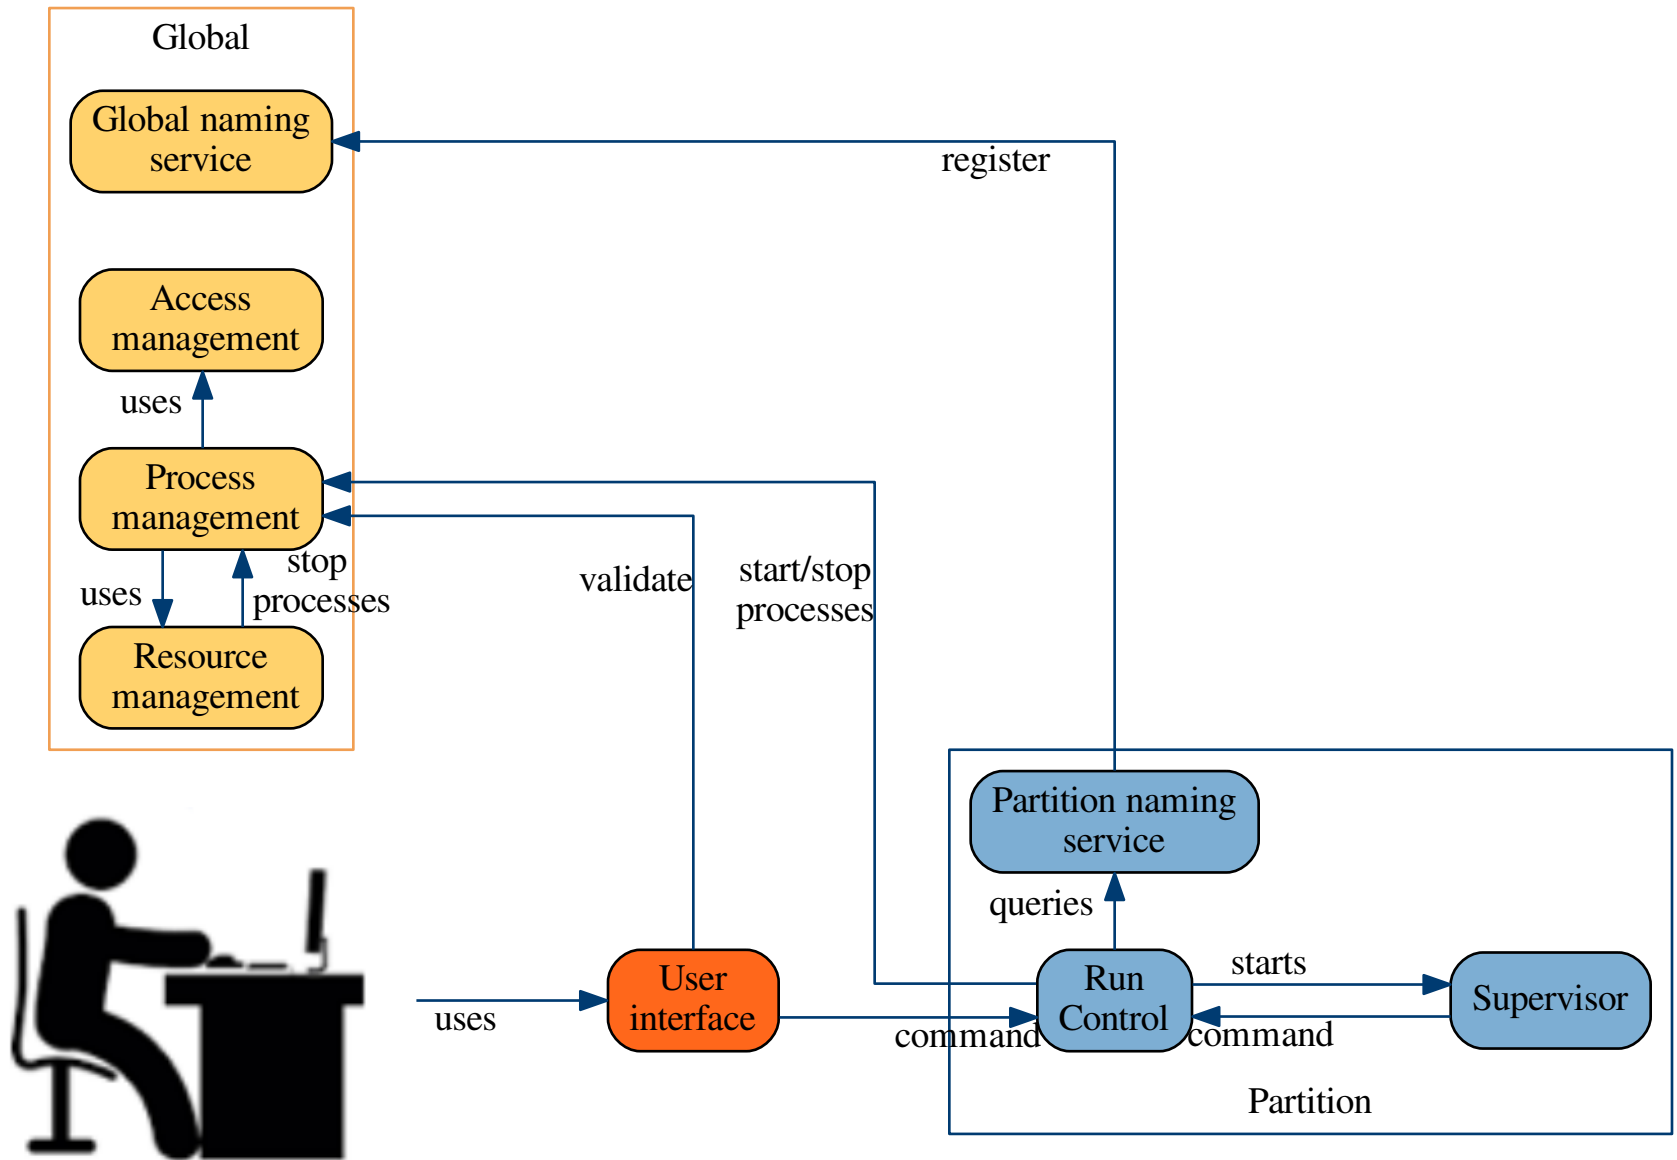 Global
Global naming
service
register
Access
management
uses
Process
management
stop
processes
uses
validate
start/stop
processes
Resource
management
Partition naming
service
queries
User
interface
uses
command
Run
Control
starts
command
Supervisor
Partition